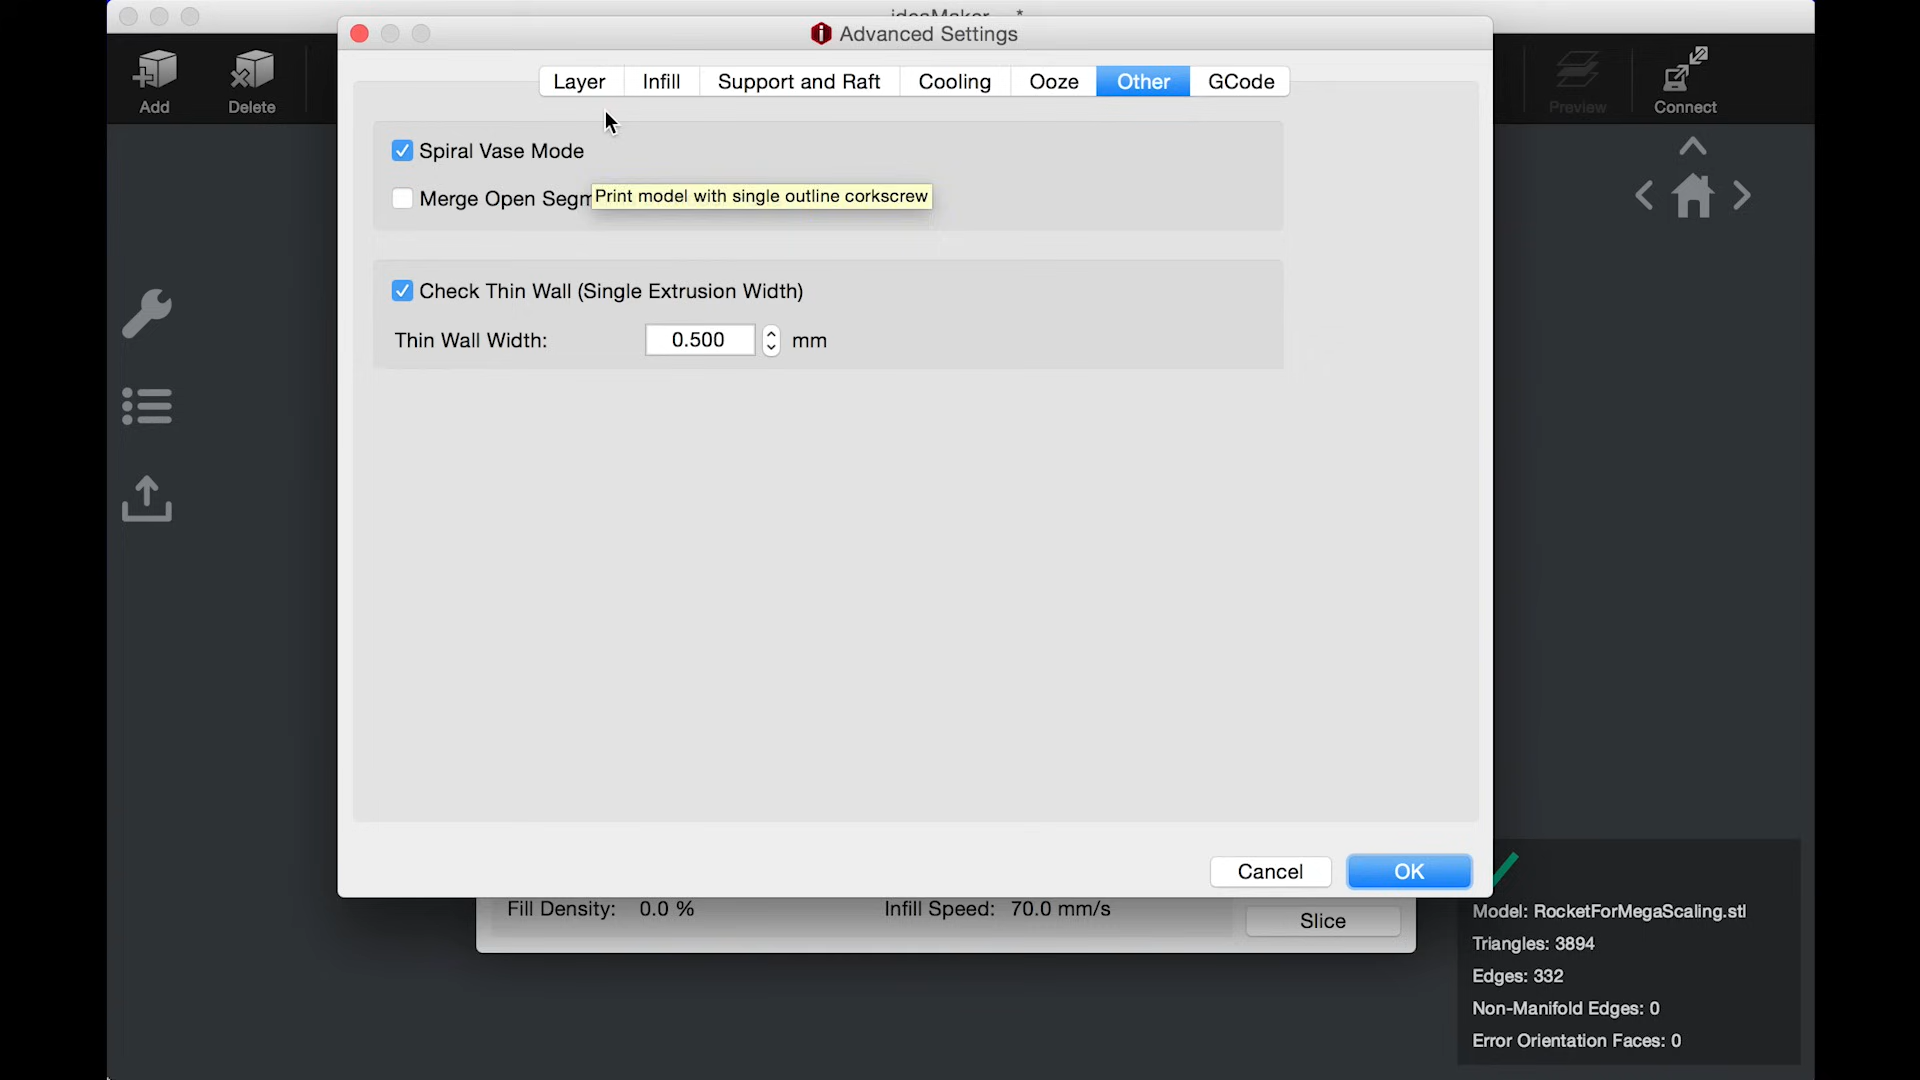 Advanced Settings
Add
Delete
Preview
Connect
Layer
Infill
Support and Raft
Cooling
Ooze
Other
GCode
Spiral Vase Mode
Merge Open
Print model with single outline corkscrew
Check Thin Wall (Single Extrusion Width)
Thin Wall Width: 0.500 mm
Cancel
OK
Fill Density: 0.0 %
Infill Speed: 70.0 mm/s
Slice
Model: RocketForMegaScaling.stl
Triangles: 3894
Edges: 332
Non-Manifold Edges: 0
Error Orientation Faces: 0